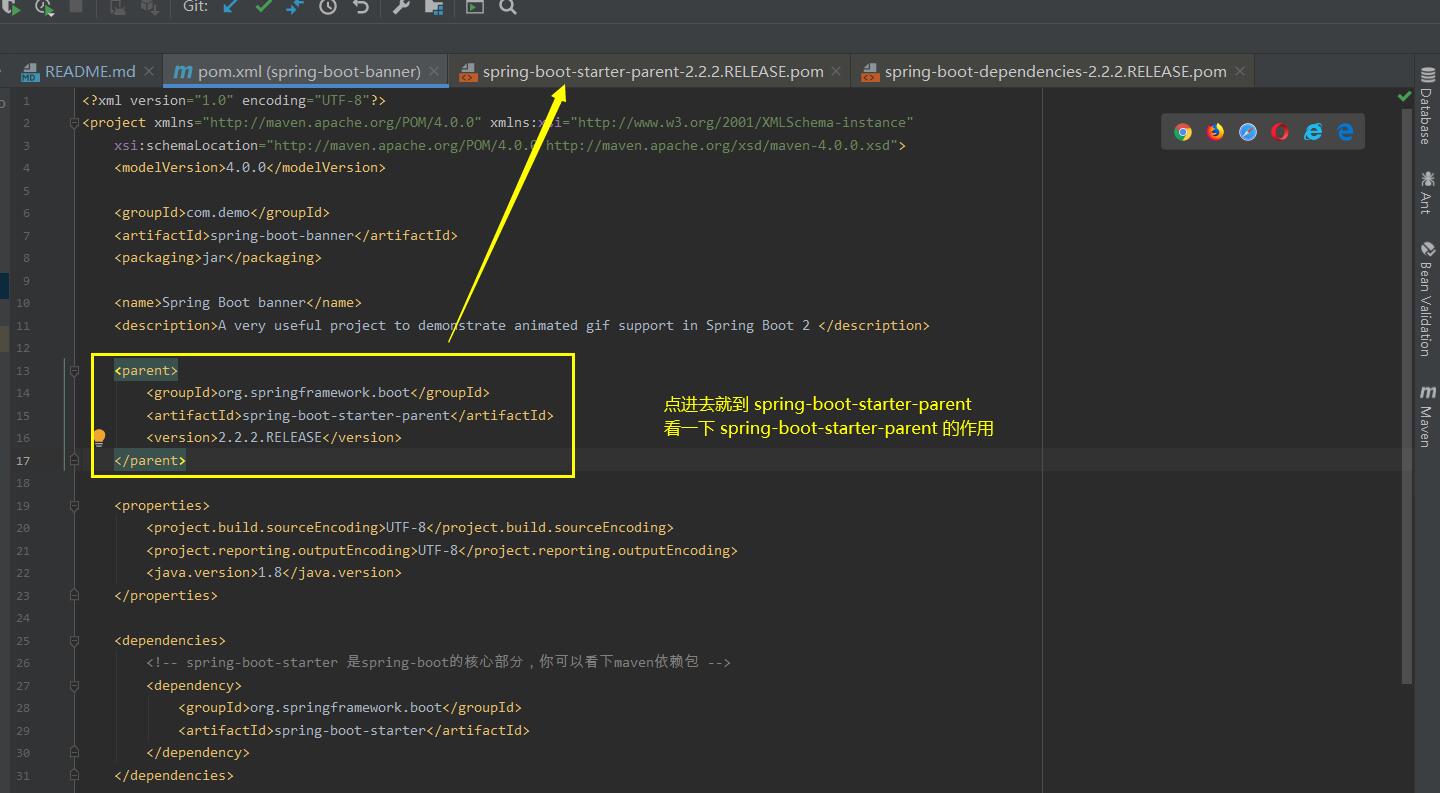 Git:
README.md
pom.xml (spring-boot-banner)
spring-boot-starter-parent-2.2.2.RELEASE.pom
spring-boot-dependencies-2.2.2.RELEASE.pom
1 <?xml version="1.0" encoding="UTF-8"?>
2 <project xmlns="http://maven.apache.org/POM/4.0.0" xmlns:xsi="http://www.w3.org/2001/XMLSchema-instance"
3 xsi:schemaLocation="http://maven.apache.org/POM/4.0.0 http://maven.apache.org/xsd/maven-4.0.0.xsd">
4 <modelVersion>4.0.0</modelVersion>
5
6 <groupId>com.demo</groupId>
7 <artifactId>spring-boot-banner</artifactId>
8 <packaging>jar</packaging>
9
10 <name>Spring Boot banner</name>
11 <description>A very useful project to demonstrate animated gif support in Spring Boot 2 </description>
12
13 <parent>
14 <groupId>org.springframework.boot</groupId>
15 <artifactId>spring-boot-starter-parent</artifactId>
16 <version>2.2.2.RELEASE</version>
17 </parent>
18
19 <properties>
20 <project.build.sourceEncoding>UTF-8</project.build.sourceEncoding>
21 <project.reporting.outputEncoding>UTF-8</project.reporting.outputEncoding>
22 <java.version>1.8</java.version>
23 </properties>
24
25 <dependencies>
26 <!-- spring-boot-starter 是spring-boot的核心部分，你可以看下maven依赖包 -->
27 <dependency>
28 <groupId>org.springframework.boot</groupId>
29 <artifactId>spring-boot-starter</artifactId>
30 </dependency>
31 </dependencies>
点进去就到 spring-boot-starter-parent
看一下 spring-boot-starter-parent 的作用
Database
Ant
Bean Validation
Maven